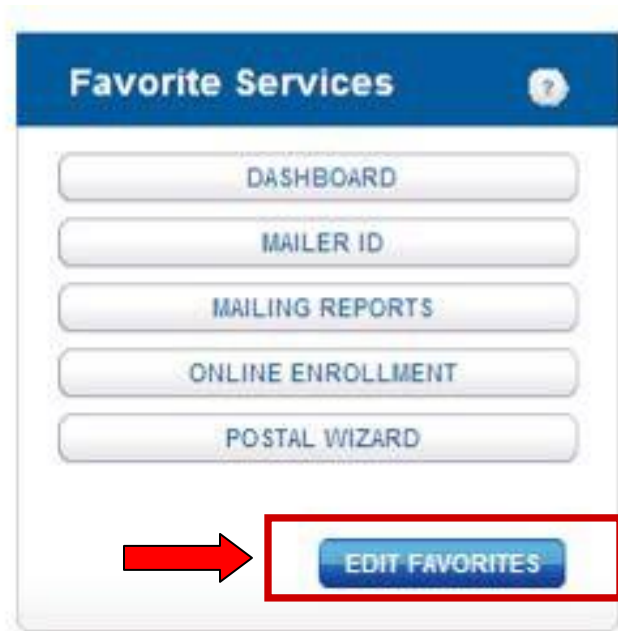 Favorite Services ?
DASHBOARD
MAILER ID
MAILING REPORTS
ONLINE ENROLLMENT
POSTAL WIZARD
EDIT FAVORITES